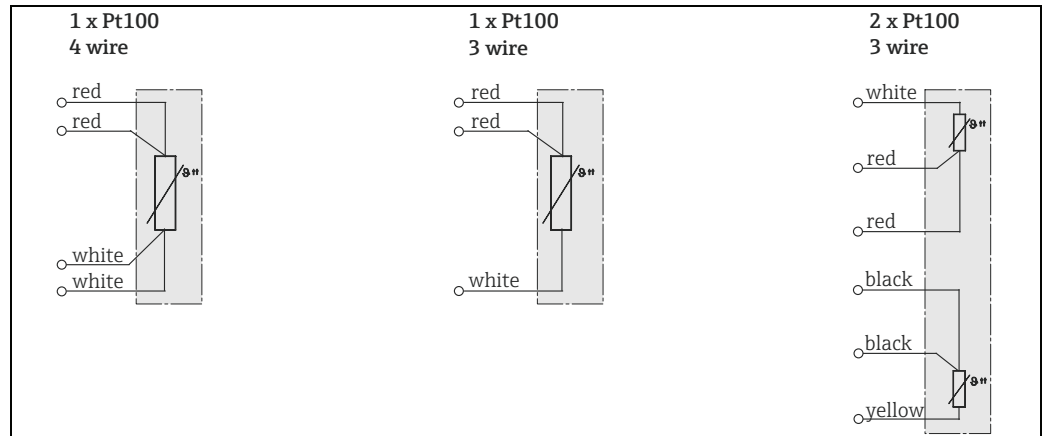 1 x Pt100
4 wire
red
red
ϑ
white
white
1 x Pt100
3 wire
red
red
ϑ
white
2 x Pt100
3 wire
white
ϑ
red
red
black
black
ϑ
yellow